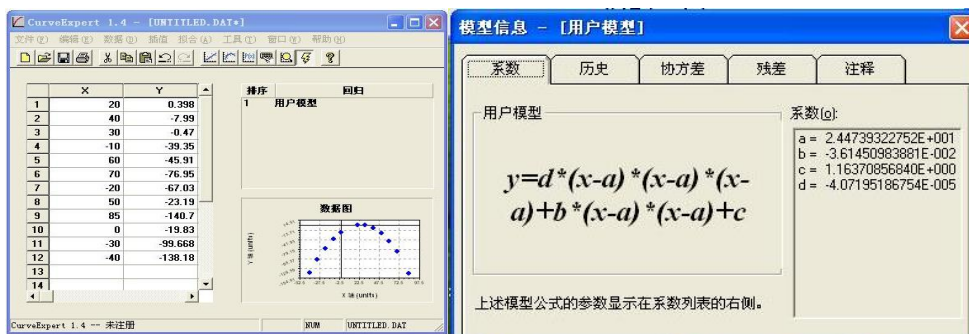 CurveExpert 1.4 - [UNTITLED.DAT*]
文件(F) 编辑(E) 数据(D) 插值 拟合(A) 工具(T) 窗口(W) 帮助(H)
X Y
1 20 0.398
2 40 -7.99
3 30 -0.47
4 -10 -39.35
5 60 -45.91
6 70 -76.95
7 -20 -67.03
8 50 -23.19
9 85 -140.7
10 0 -19.83
11 -30 -99.668
12 -40 -138.18
13
14
排序 回归
1 用户模型
数据图
Y 轴 (units)
X 轴 (units)
CurveExpert 1.4 -- 未注册
NUM UNTITLED.DAT
模型信息 - [用户模型]
系数 历史 协方差 残差 注释
用户模型
y=d*(x-a)*(x-a)*(x-
a)+b*(x-a)*(x-a)+c
系数(o):
a = 2.44739322752E+001
b = -3.61450983881E-002
c = 1.16370856840E+000
d = -4.07195186754E-005
上述模型公式的参数显示在系数列表的右侧。